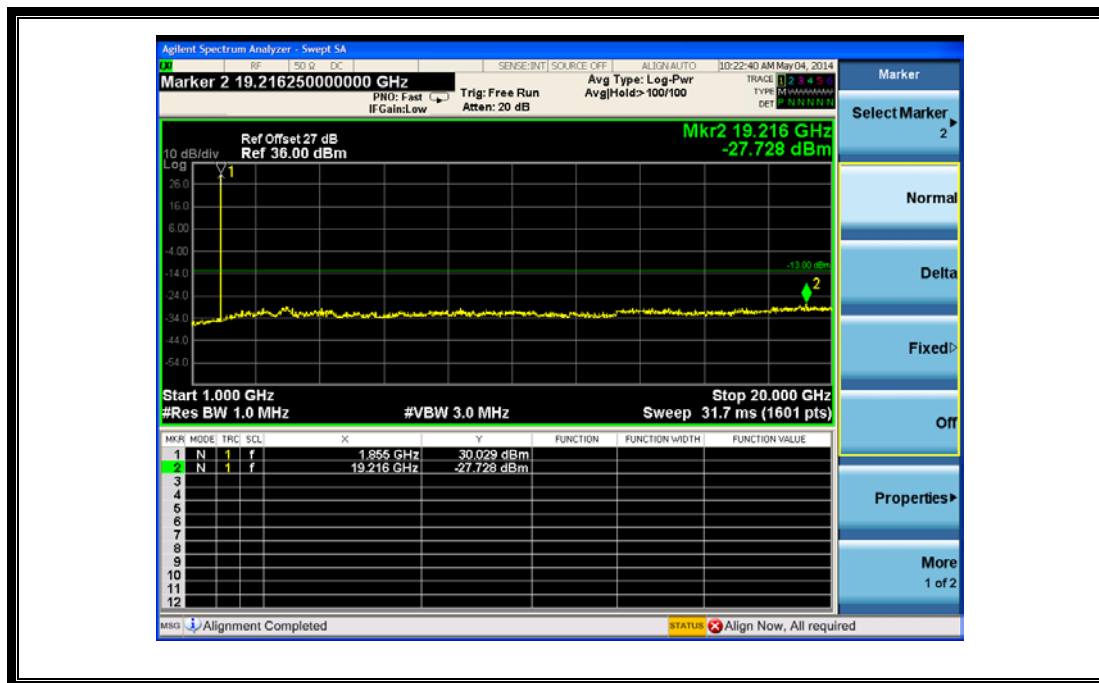 Agilent Spectrum Analyzer - Swept SA
RF 50 Ω DC SENSE:INT SOURCE OFF ALIGN AUTO 10:22:40 AM May 04, 2014
Marker 2 19.216250000000 GHz
PNO: Fast
IFGain:Low
Trig: Free Run
Atten: 20 dB
Avg Type: Log-Pwr
Avg|Hold:>100/100
TRACE 1 2 3 4 5 6
TYPE M
DET P N N N N N
Ref Offset 27 dB
Ref 36.00 dBm
10 dB/div
Log
Mkr2 19.216 GHz
-27.728 dBm
1
26.0
16.0
6.00
-4.00
-14.0
-24.0
-34.0
-44.0
-54.0
-13.00 dBm
2
Start 1.000 GHz
Stop 20.000 GHz
#Res BW 1.0 MHz
#VBW 3.0 MHz
Sweep 31.7 ms (1601 pts)
MKR MODE TRC SCL X Y FUNCTION FUNCTION WIDTH FUNCTION VALUE
1 N 1 f 1.855 GHz 30.029 dBm
2 N 1 f 19.216 GHz -27.728 dBm
3
4
5
6
7
8
9
10
11
12
MSG Alignment Completed
STATUS Align Now, All required
Marker
Select Marker
2
Normal
Delta
Fixed
Off
Properties
More
1 of 2